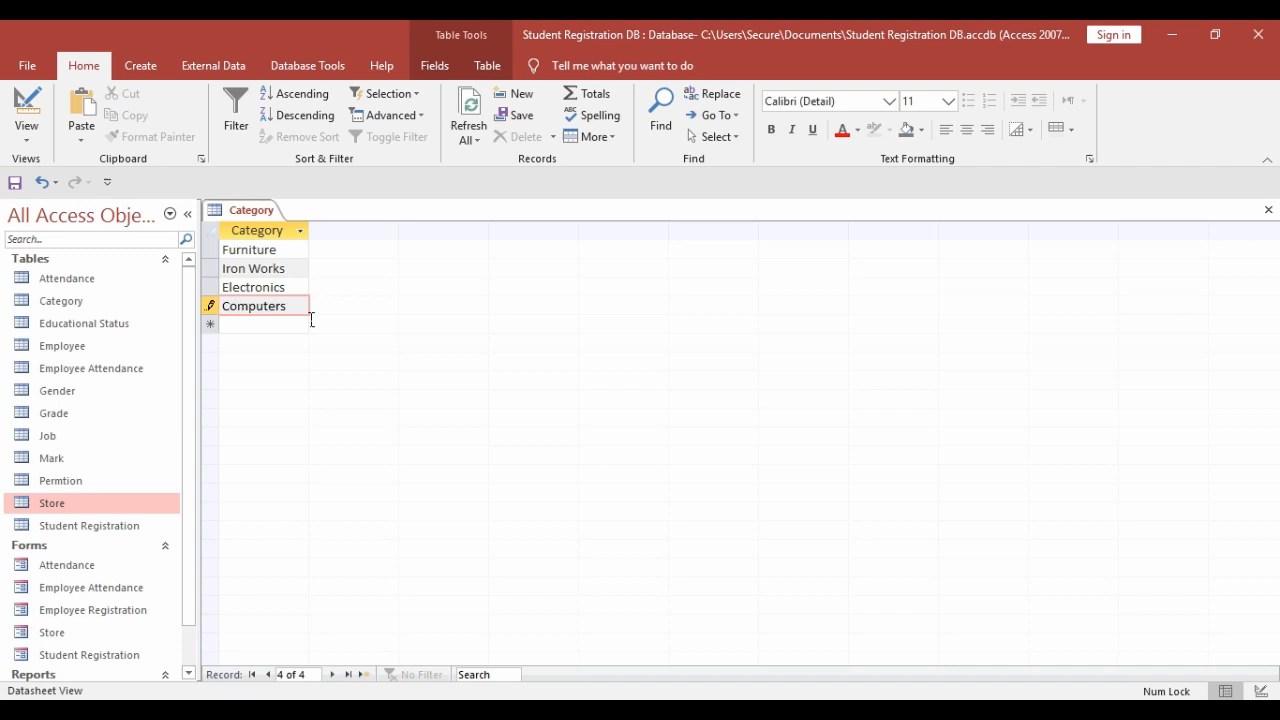 Table Tools
Student Registration DB : Database- C:\Users\Secure\Documents\Student Registration DB.accdb (Access 2007...
Sign in
File
Home
Create
External Data
Database Tools
Help
Fields
Table
Tell me what you want to do
View
Views
Paste
Cut
Copy
Format Painter
Clipboard
Filter
Ascending
Descending
Remove Sort
Selection
Advanced
Toggle Filter
Sort & Filter
Refresh
All
New
Save
Delete
Totals
Spelling
More
Records
Find
Replace
Go To
Select
Find
Calibri (Detail)
11
B I U
A
Text Formatting
All Access Obje...
Search...
Tables
Attendance
Category
Educational Status
Employee
Employee Attendance
Gender
Grade
Job
Mark
Permtion
Store
Student Registration
Forms
Attendance
Employee Attendance
Employee Registration
Store
Student Registration
Reports
Category
Category
Furniture
Iron Works
Electronics
Computers
Record:
4 of 4
No Filter
Search
Datasheet View
Num Lock